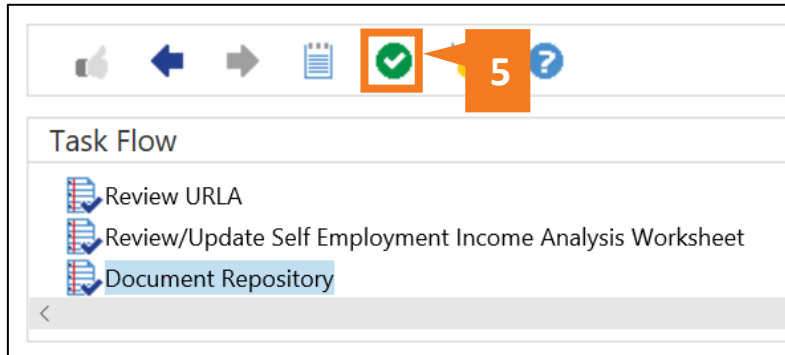 5
?
Task Flow
Review URLA
Review/Update Self Employment Income Analysis Worksheet
Document Repository